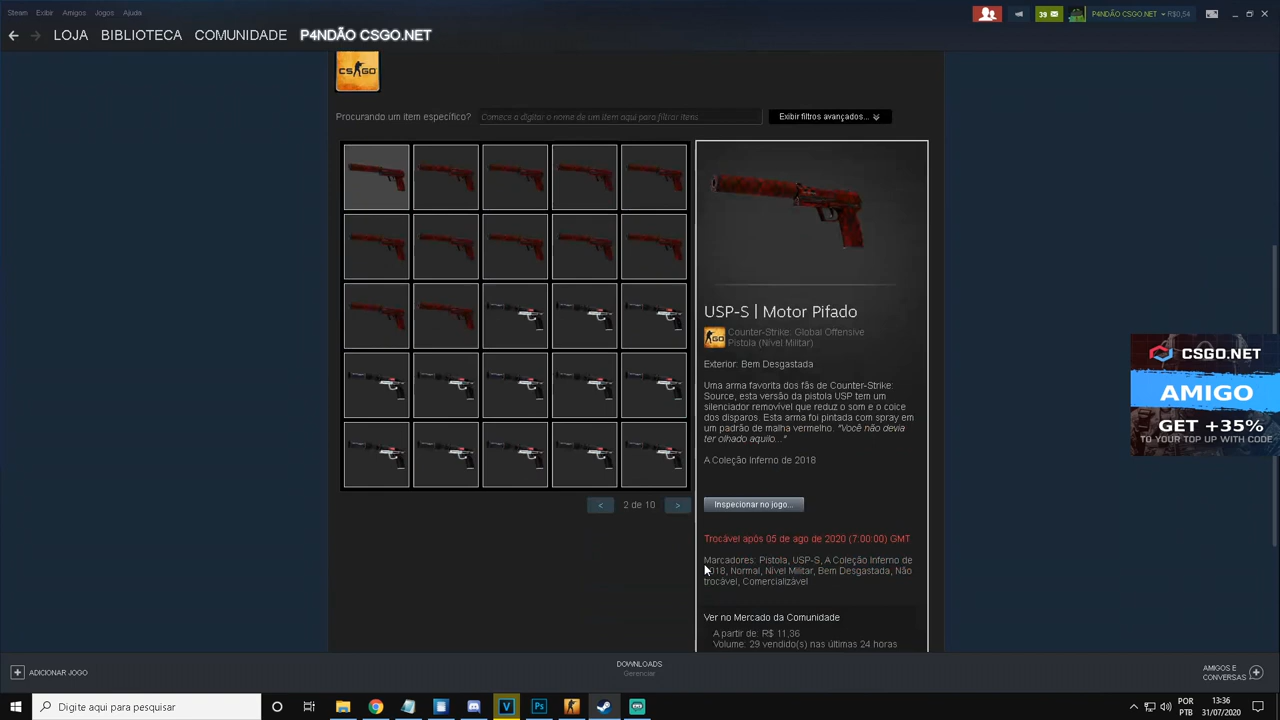 Steam Exibir Amigos Jogos Ajuda
39 P4NDÃO CSGO.NET R$0,54
LOJA BIBLIOTECA COMUNIDADE P4NDÃO CSGO.NET
CS GO
Procurando um item específico? Comece a digitar o nome de um item aqui para filtrar itens Exibir filtros avançados...
USP-S | Motor Pifado
Counter-Strike: Global Offensive
Pistola (Nível Militar)
Exterior: Bem Desgastada
Uma arma favorita dos fãs de Counter-Strike:
Source, esta versão da pistola USP tem um
silenciador removível que reduz o som e o coice
dos disparos. Esta arma foi pintada com spray em
um padrão de malha vermelho. "Você não devia
ter olhado aquilo..."
A Coleção Inferno de 2018
< 2 de 10 >
Inspecionar no jogo...
Trocável após 05 de ago de 2020 (7:00:00) GMT
Marcadores: Pistola, USP-S, A Coleção Inferno de
2018, Normal, Nível Militar, Bem Desgastada, Não
trocável, Comercializável
Ver no Mercado da Comunidade
A partir de: R$ 11,36
Volume: 29 vendido(s) nas últimas 24 horas
CSGO.NET
AMIGO
GET +35%
TO YOUR TOP UP WITH CODE
ADICIONAR JOGO
DOWNLOADS
Gerenciar
AMIGOS E
CONVERSAS
Digite aqui para pesquisar
V
Ps
POR
PTB
13:36
31/07/2020